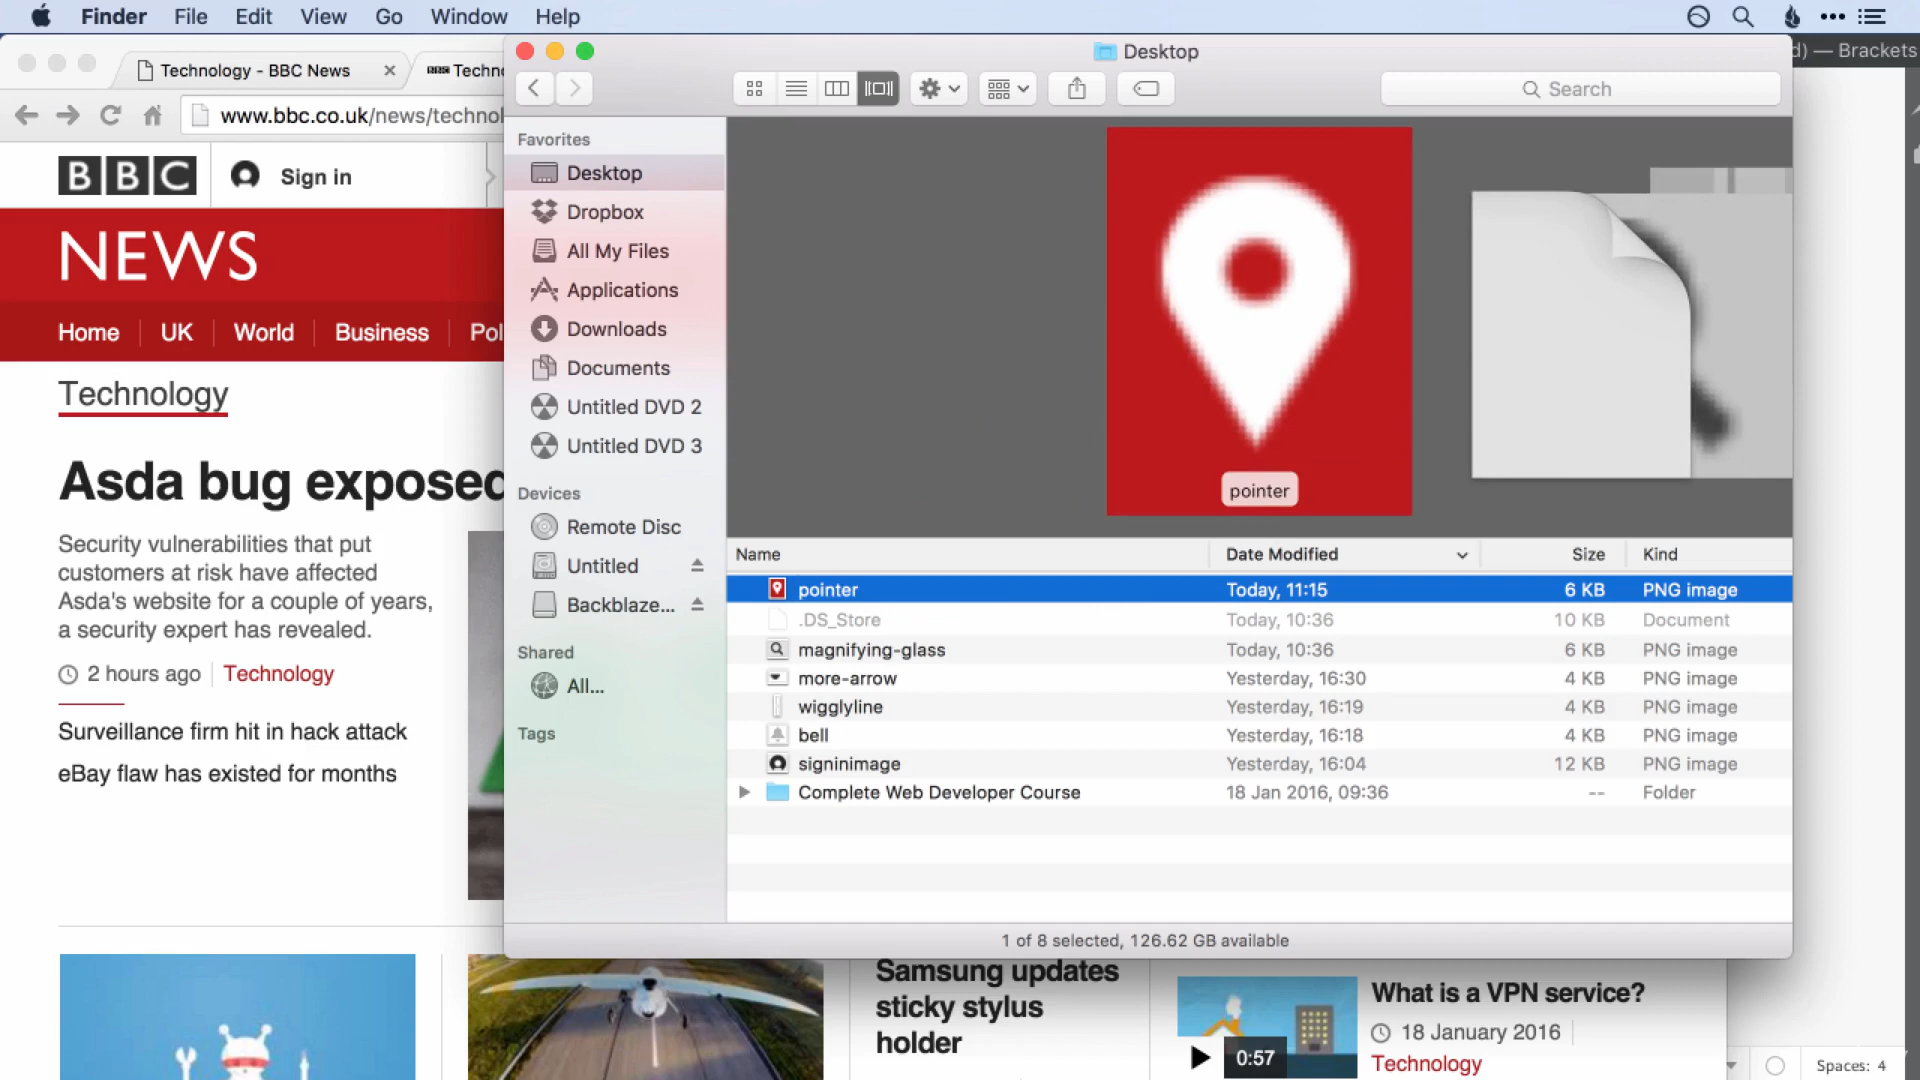 Finder File Edit View Go Window Help
Technology - BBC News
BBC
www.bbc.co.uk/news/technol
BBC Sign in
NEWS
Home UK World Business Pol
Technology
Asda bug exposed
Security vulnerabilities that put
customers at risk have affected
Asda's website for a couple of years,
a security expert has revealed.
2 hours ago Technology
Surveillance firm hit in hack attack
eBay flaw has existed for months
d) — Brackets
Desktop
Search
Favorites
Desktop
Dropbox
All My Files
Applications
Downloads
Documents
Untitled DVD 2
Untitled DVD 3
Devices
Remote Disc
Untitled
Backblaze...
Shared
All...
Tags
pointer
Name Date Modified Size Kind
pointer Today, 11:15 6 KB PNG image
.DS_Store Today, 10:36 10 KB Document
magnifying-glass Today, 10:36 6 KB PNG image
more-arrow Yesterday, 16:30 4 KB PNG image
wigglyline Yesterday, 16:19 4 KB PNG image
bell Yesterday, 16:18 4 KB PNG image
signinimage Yesterday, 16:04 12 KB PNG image
Complete Web Developer Course 18 Jan 2016, 09:36 -- Folder
1 of 8 selected, 126.62 GB available
Samsung updates
sticky stylus
holder
0:57
What is a VPN service?
18 January 2016
Technology
Spaces: 4